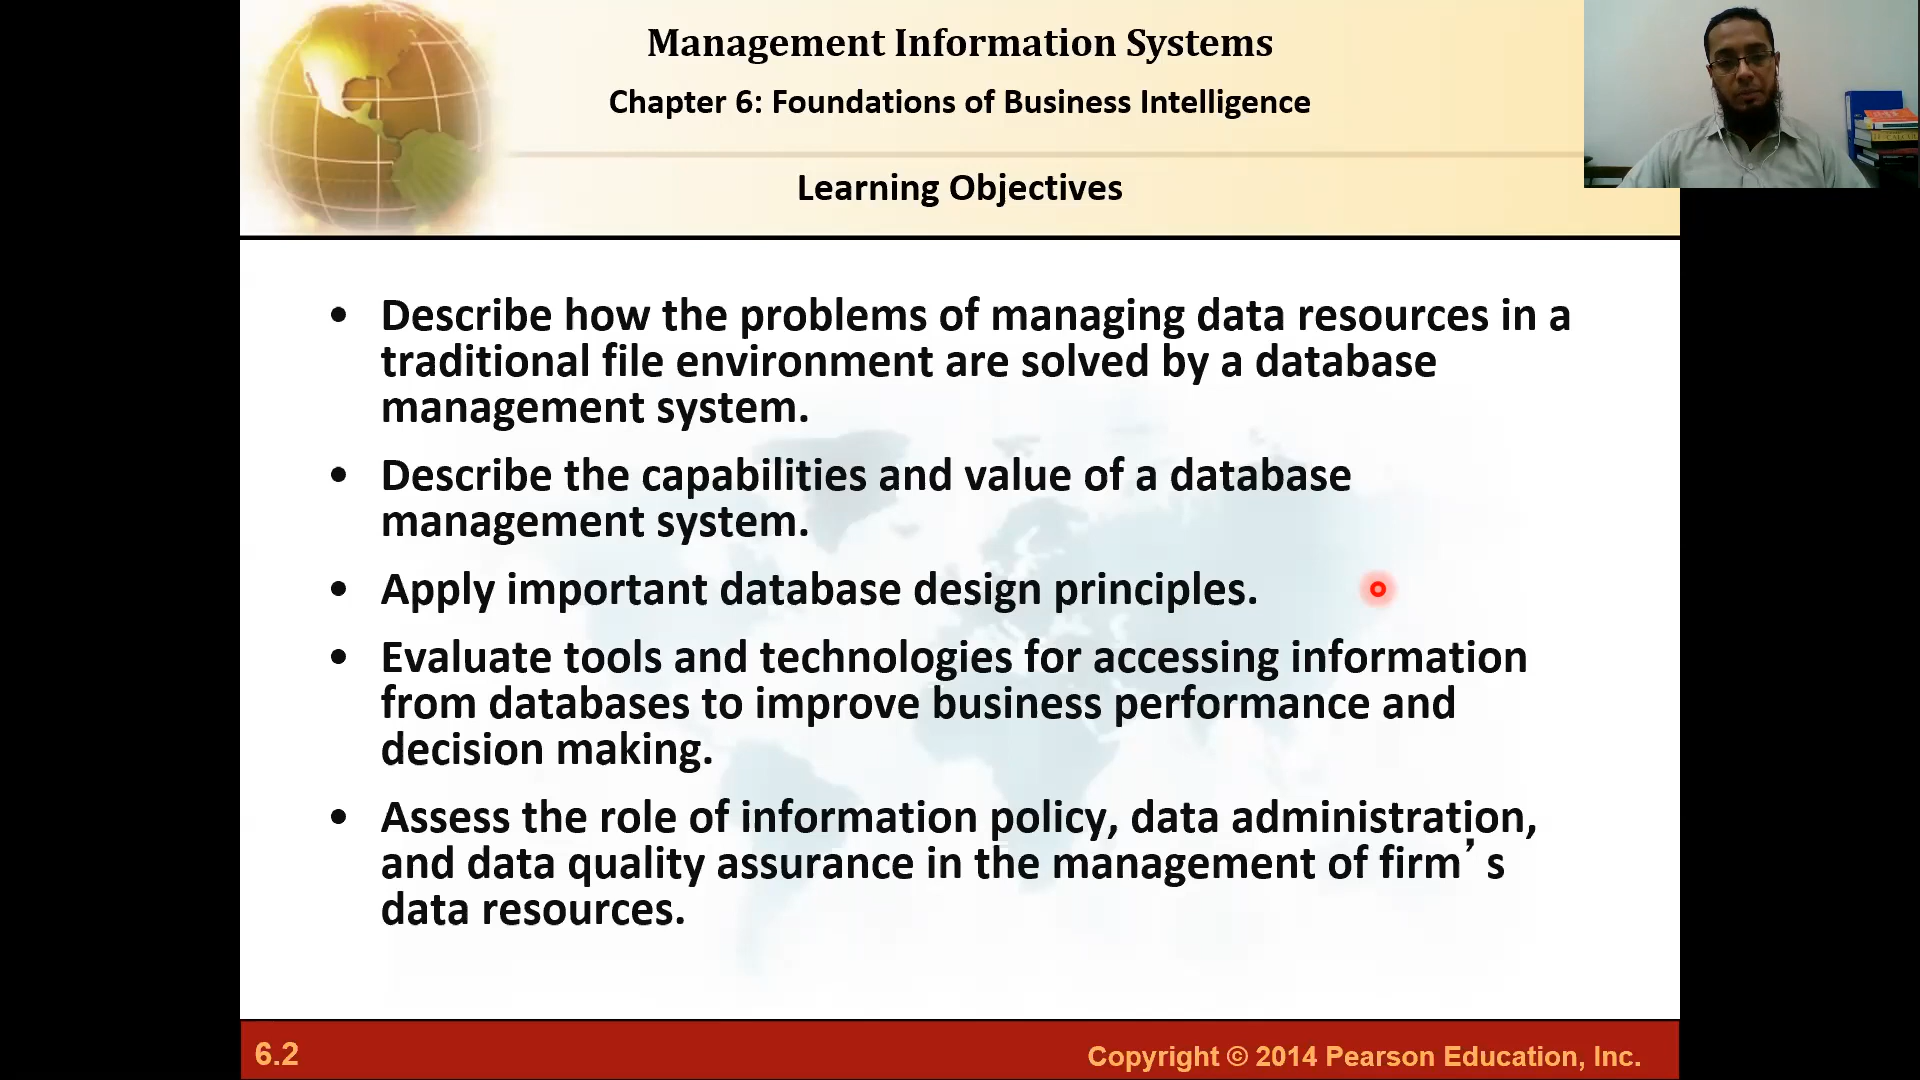 Management Information Systems
Chapter 6: Foundations of Business Intelligence
Learning Objectives
• Describe how the problems of managing data resources in a
traditional file environment are solved by a database
management system.
• Describe the capabilities and value of a database
management system.
• Apply important database design principles.
• Evaluate tools and technologies for accessing information
from databases to improve business performance and
decision making.
• Assess the role of information policy, data administration,
and data quality assurance in the management of firm’s
data resources.
6.2
Copyright © 2014 Pearson Education, Inc.